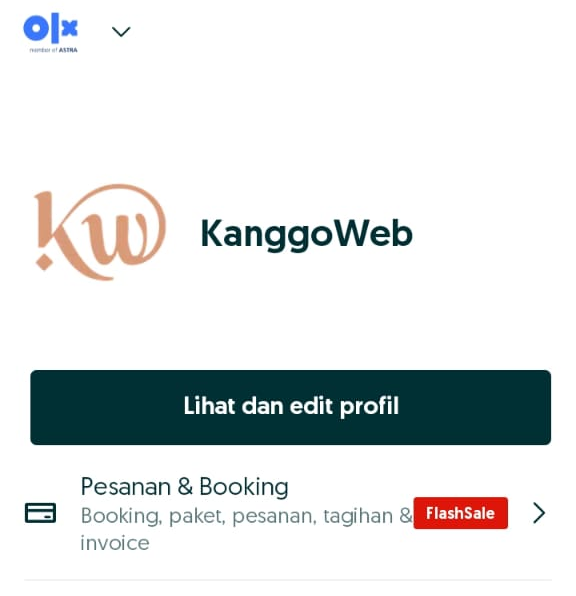 olx
member of ASTRA
kw
KanggoWeb
Lihat dan edit profil
Pesanan & Booking
Booking, paket, pesanan, tagihan & FlashSale
invoice